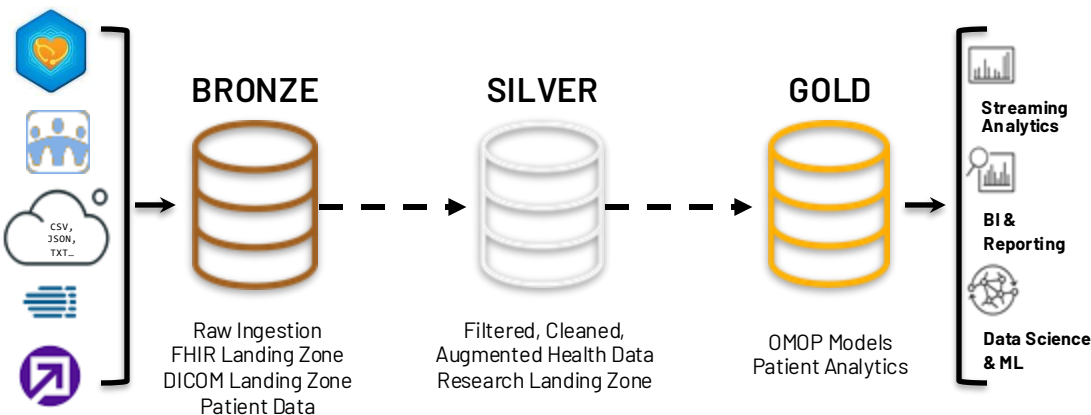 CSV,
JSON,
TXT_
BRONZE
Raw Ingestion
FHIR Landing Zone
DICOM Landing Zone
Patient Data
SILVER
Filtered, Cleaned,
Augmented Health Data
Research Landing Zone
GOLD
OMOP Models
Patient Analytics
Streaming
Analytics
BI &
Reporting
Data Science
& ML